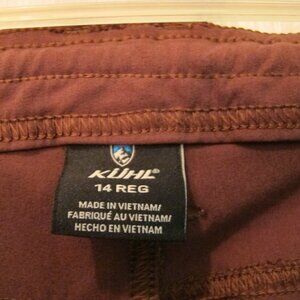 KÜHL®
14 REG
MADE IN VIETNAM/
FABRIQUÉ AU VIETNAM/
HECHO EN VIETNAM